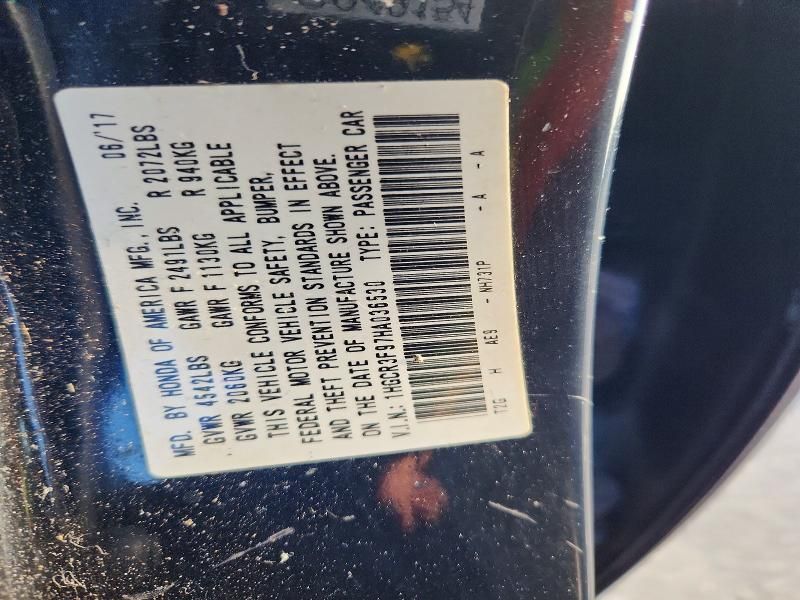 MFD. BY HONDA OF AMERICA MFG., INC. 06/'17
GVWR 4542LBS GAWR F 2491LBS R 2072LBS
GVWR 2060KG GAWR F 1130KG R 940KG
THIS VEHICLE CONFORMS TO ALL APPLICABLE
FEDERAL MOTOR VEHICLE SAFETY, BUMPER,
AND THEFT PREVENTION STANDARDS IN EFFECT
ON THE DATE OF MANUFACTURE SHOWN ABOVE.
V.I.N.: 1HGCR3F97HA036530 TYPE: PASSENGER CAR
T2G H AE9 - NH731P - A - A